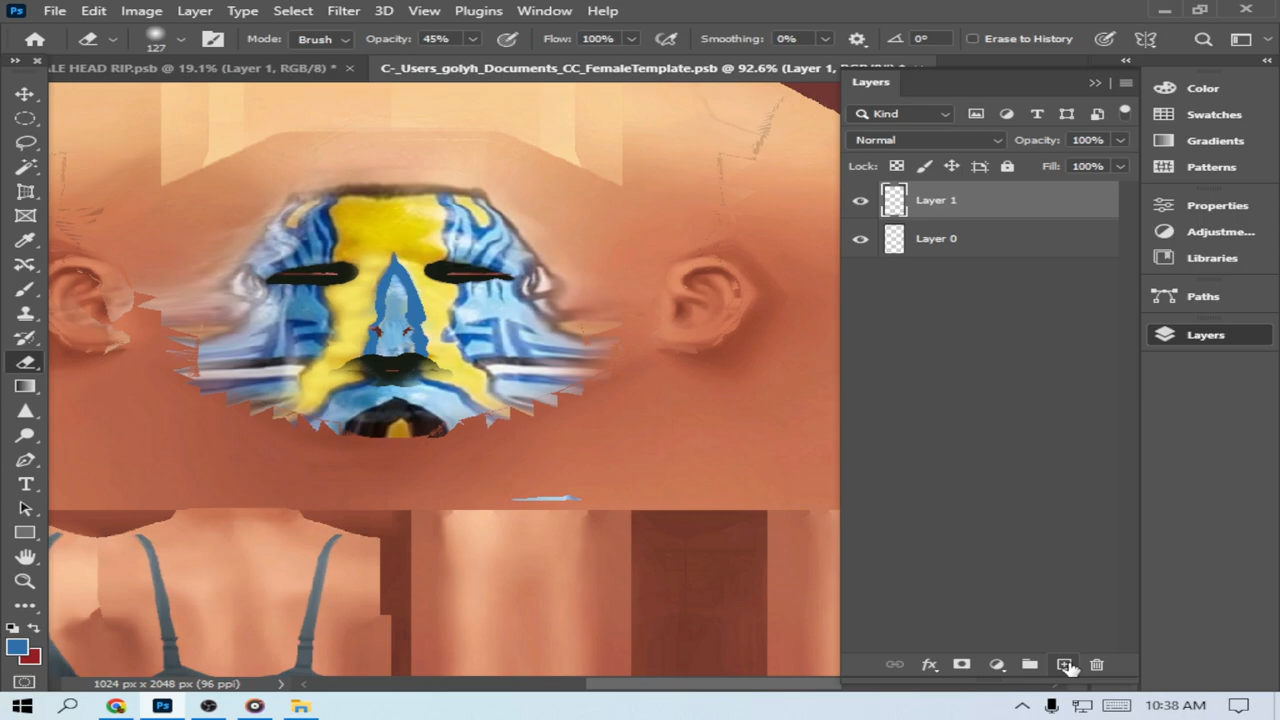 Ps File Edit Image Layer Type Select Filter 3D View Plugins Window Help
127 Mode: Brush Opacity: 45% Flow: 100% Smoothing: 0% 0° Erase to History
LE HEAD RIP.psb @ 19.1% (Layer 1, RGB/8) * × C-_Users_golyh_Documents_CC_FemaleTemplate.psb @ 92.6% (Layer 1,
Layers
Color
Kind
Swatches
Normal Opacity: 100%
Gradients
Lock: Fill: 100%
Patterns
Layer 1
Properties
Adjustme...
Layer 0
Libraries
Paths
Layers
fx
1024 px x 2048 px (96 ppi)
Ps 10:38 AM